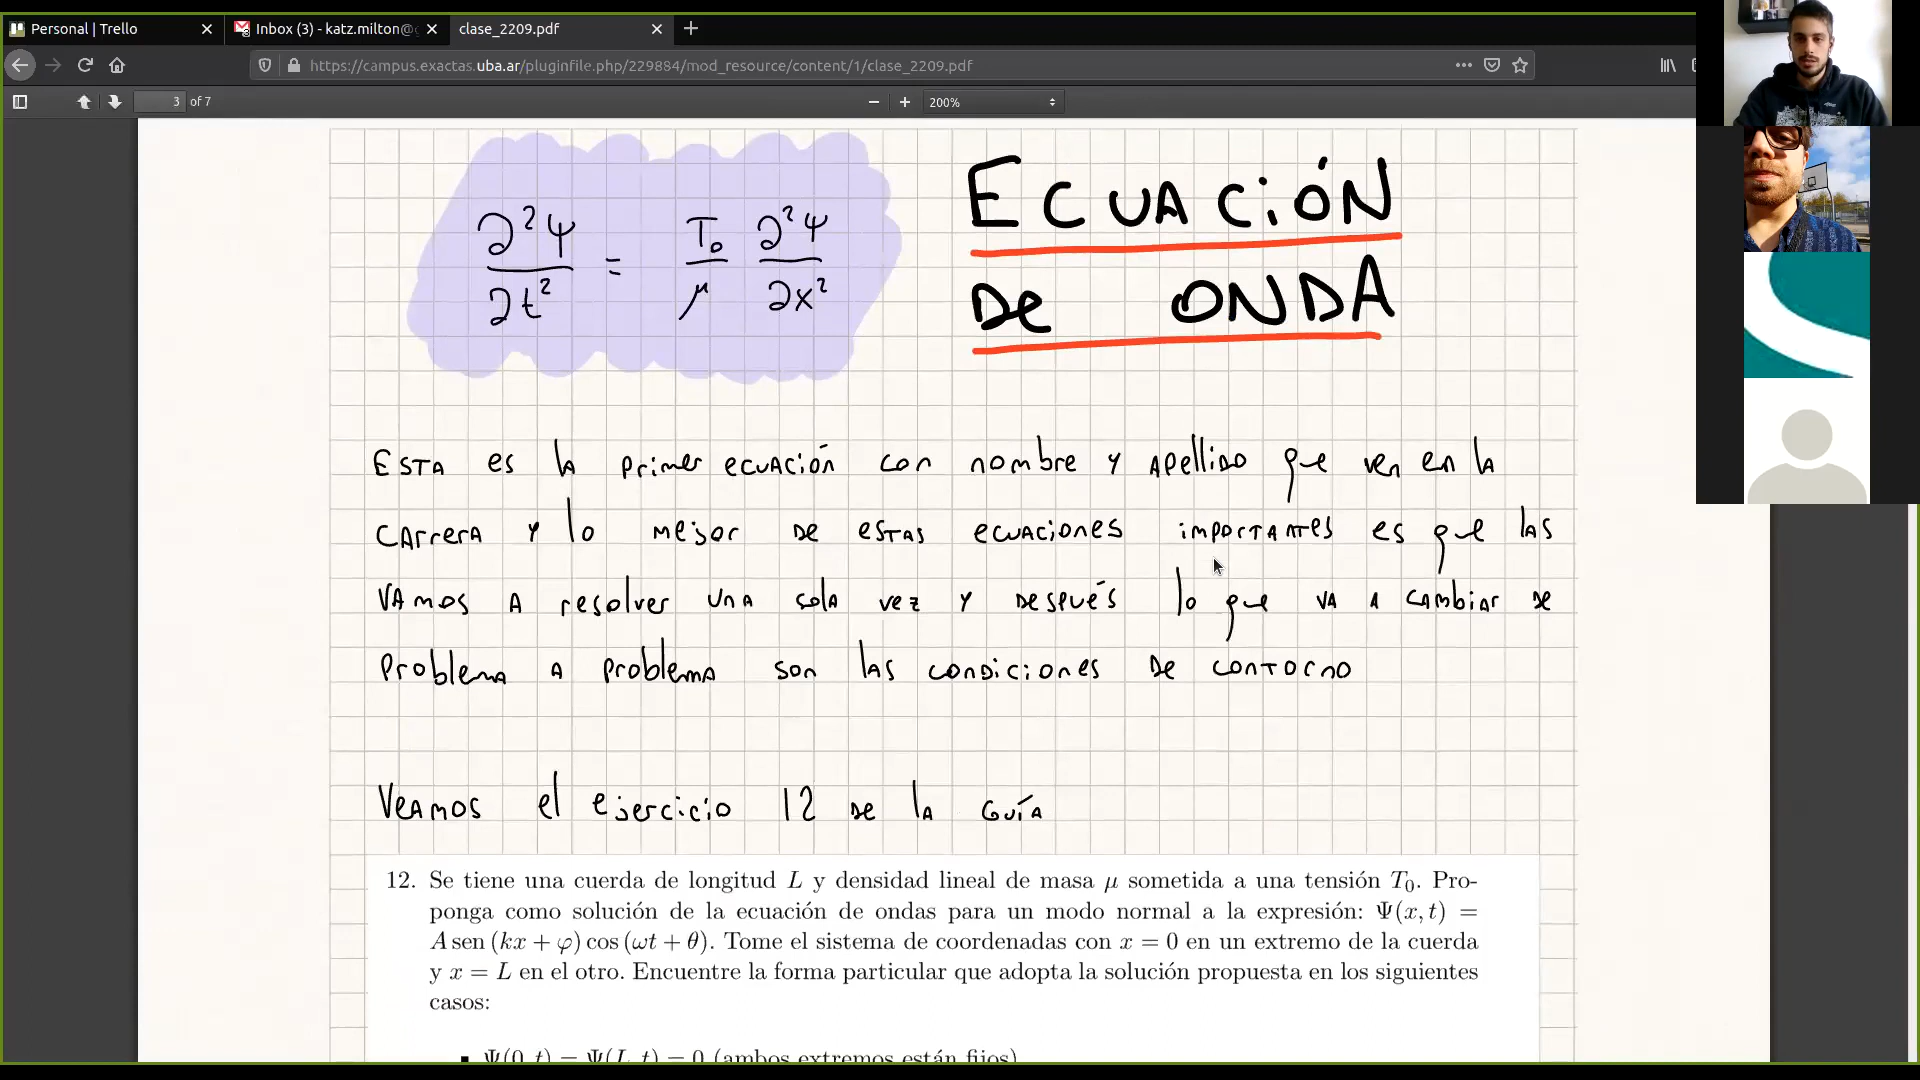 Personal | Trello
Inbox (3) - katz.milton@
clase_2209.pdf
https://campus.exactas.uba.ar/pluginfile.php/229884/mod_resource/content/1/clase_2209.pdf
3 of 7
200%
∂²Ψ/∂t² = T₀/μ ∂²Ψ/∂x²
ECUACIÓN
DE ONDA
ESTA es la primer ecuación con nombre y apellido que ven en la
carrera y lo mejor de estas ecuaciones importantes es que las
vamos a resolver una sola vez y después lo que va a cambiar de
problema a problema son las condiciones de contorno
Veamos el ejercicio 12 de la guía
12. Se tiene una cuerda de longitud L y densidad lineal de masa μ sometida a una tensión T₀. Pro-
ponga como solución de la ecuación de ondas para un modo normal a la expresión: Ψ(x, t) =
A sen (kx + φ) cos (ωt + θ). Tome el sistema de coordenadas con x = 0 en un extremo de la cuerda
y x = L en el otro. Encuentre la forma particular que adopta la solución propuesta en los siguientes
casos:
▪ Ψ(0, t) = Ψ(L, t) = 0 (ambos extremos están fijos)